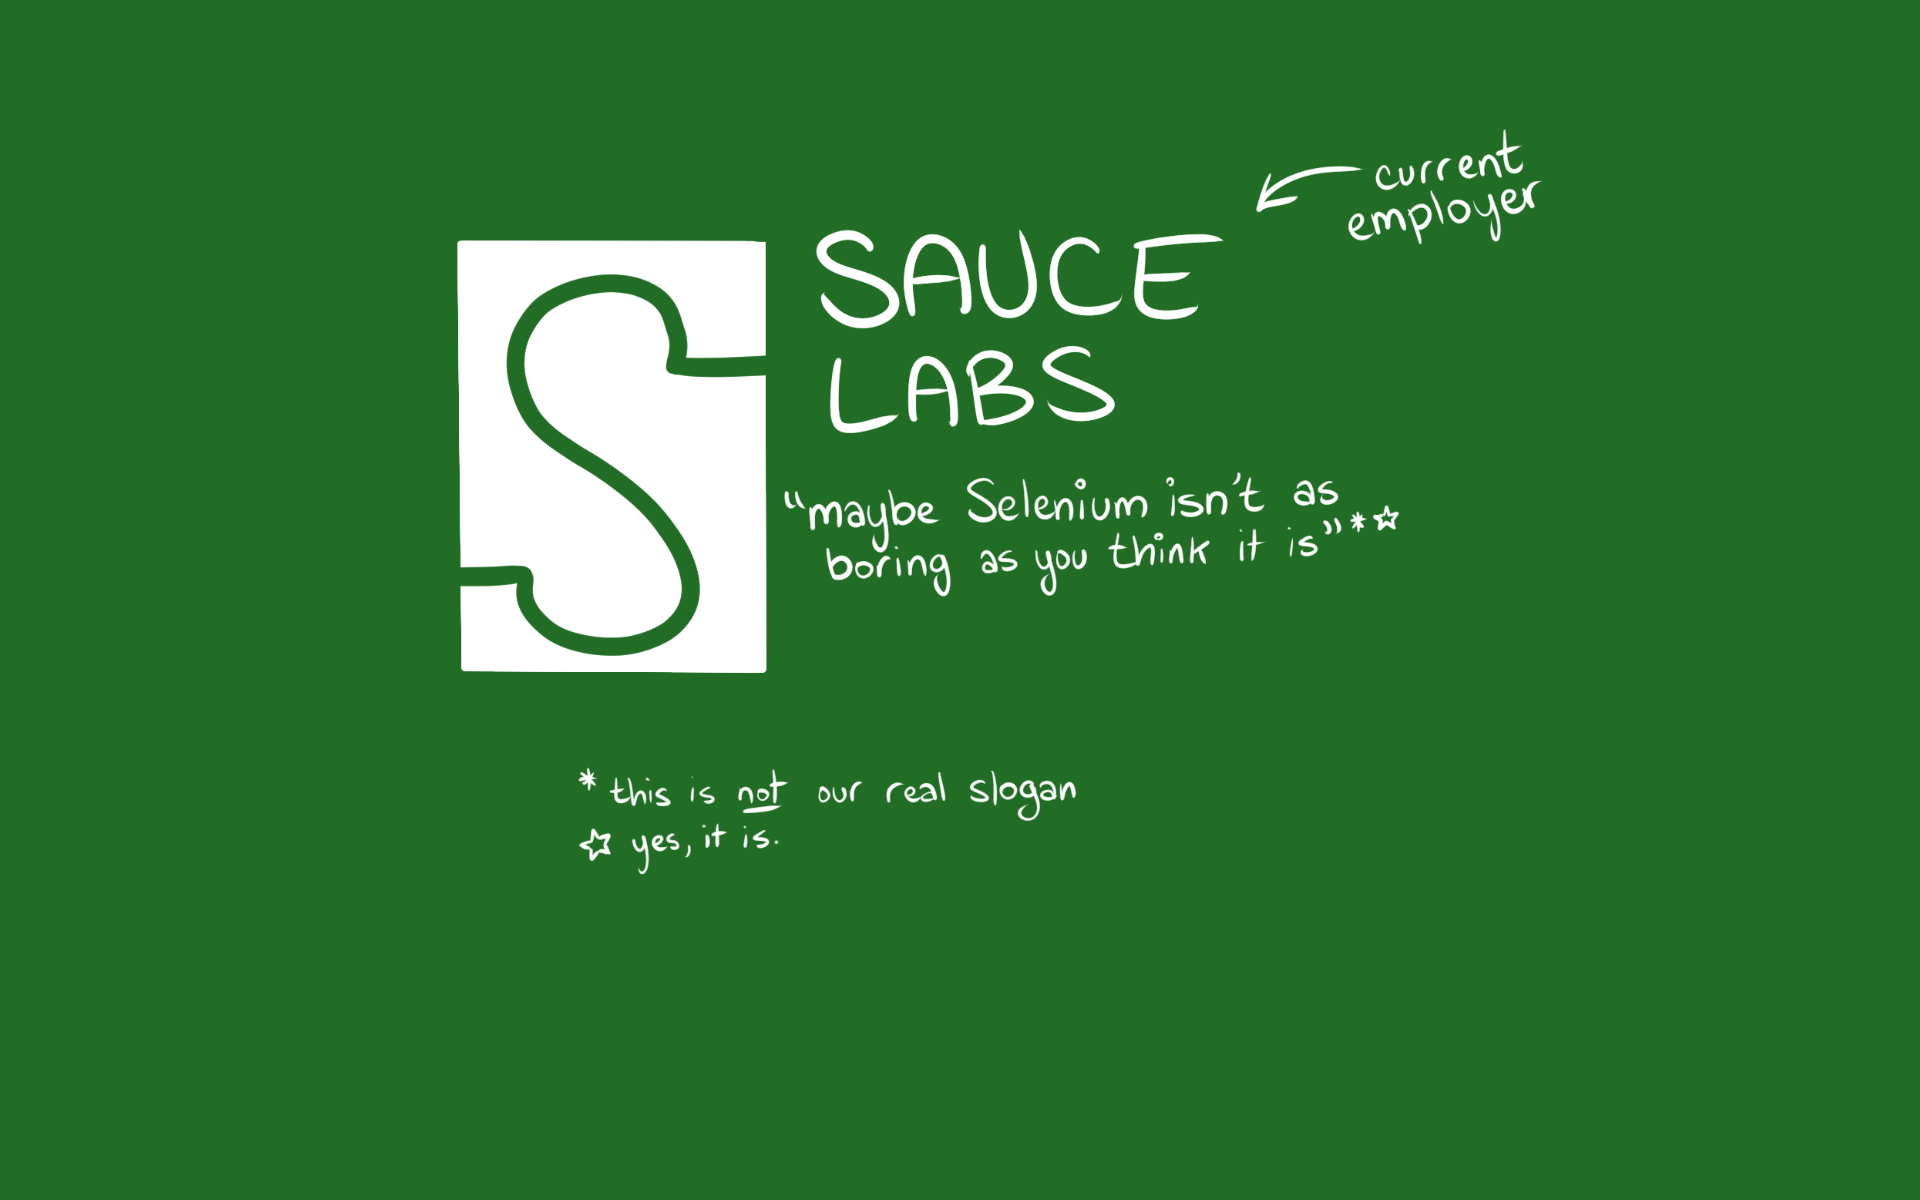 current
employer
S
SAUCE
LABS
“maybe Selenium isn't as
boring as you think it is”*☆
* this is not our real slogan
☆ yes, it is.